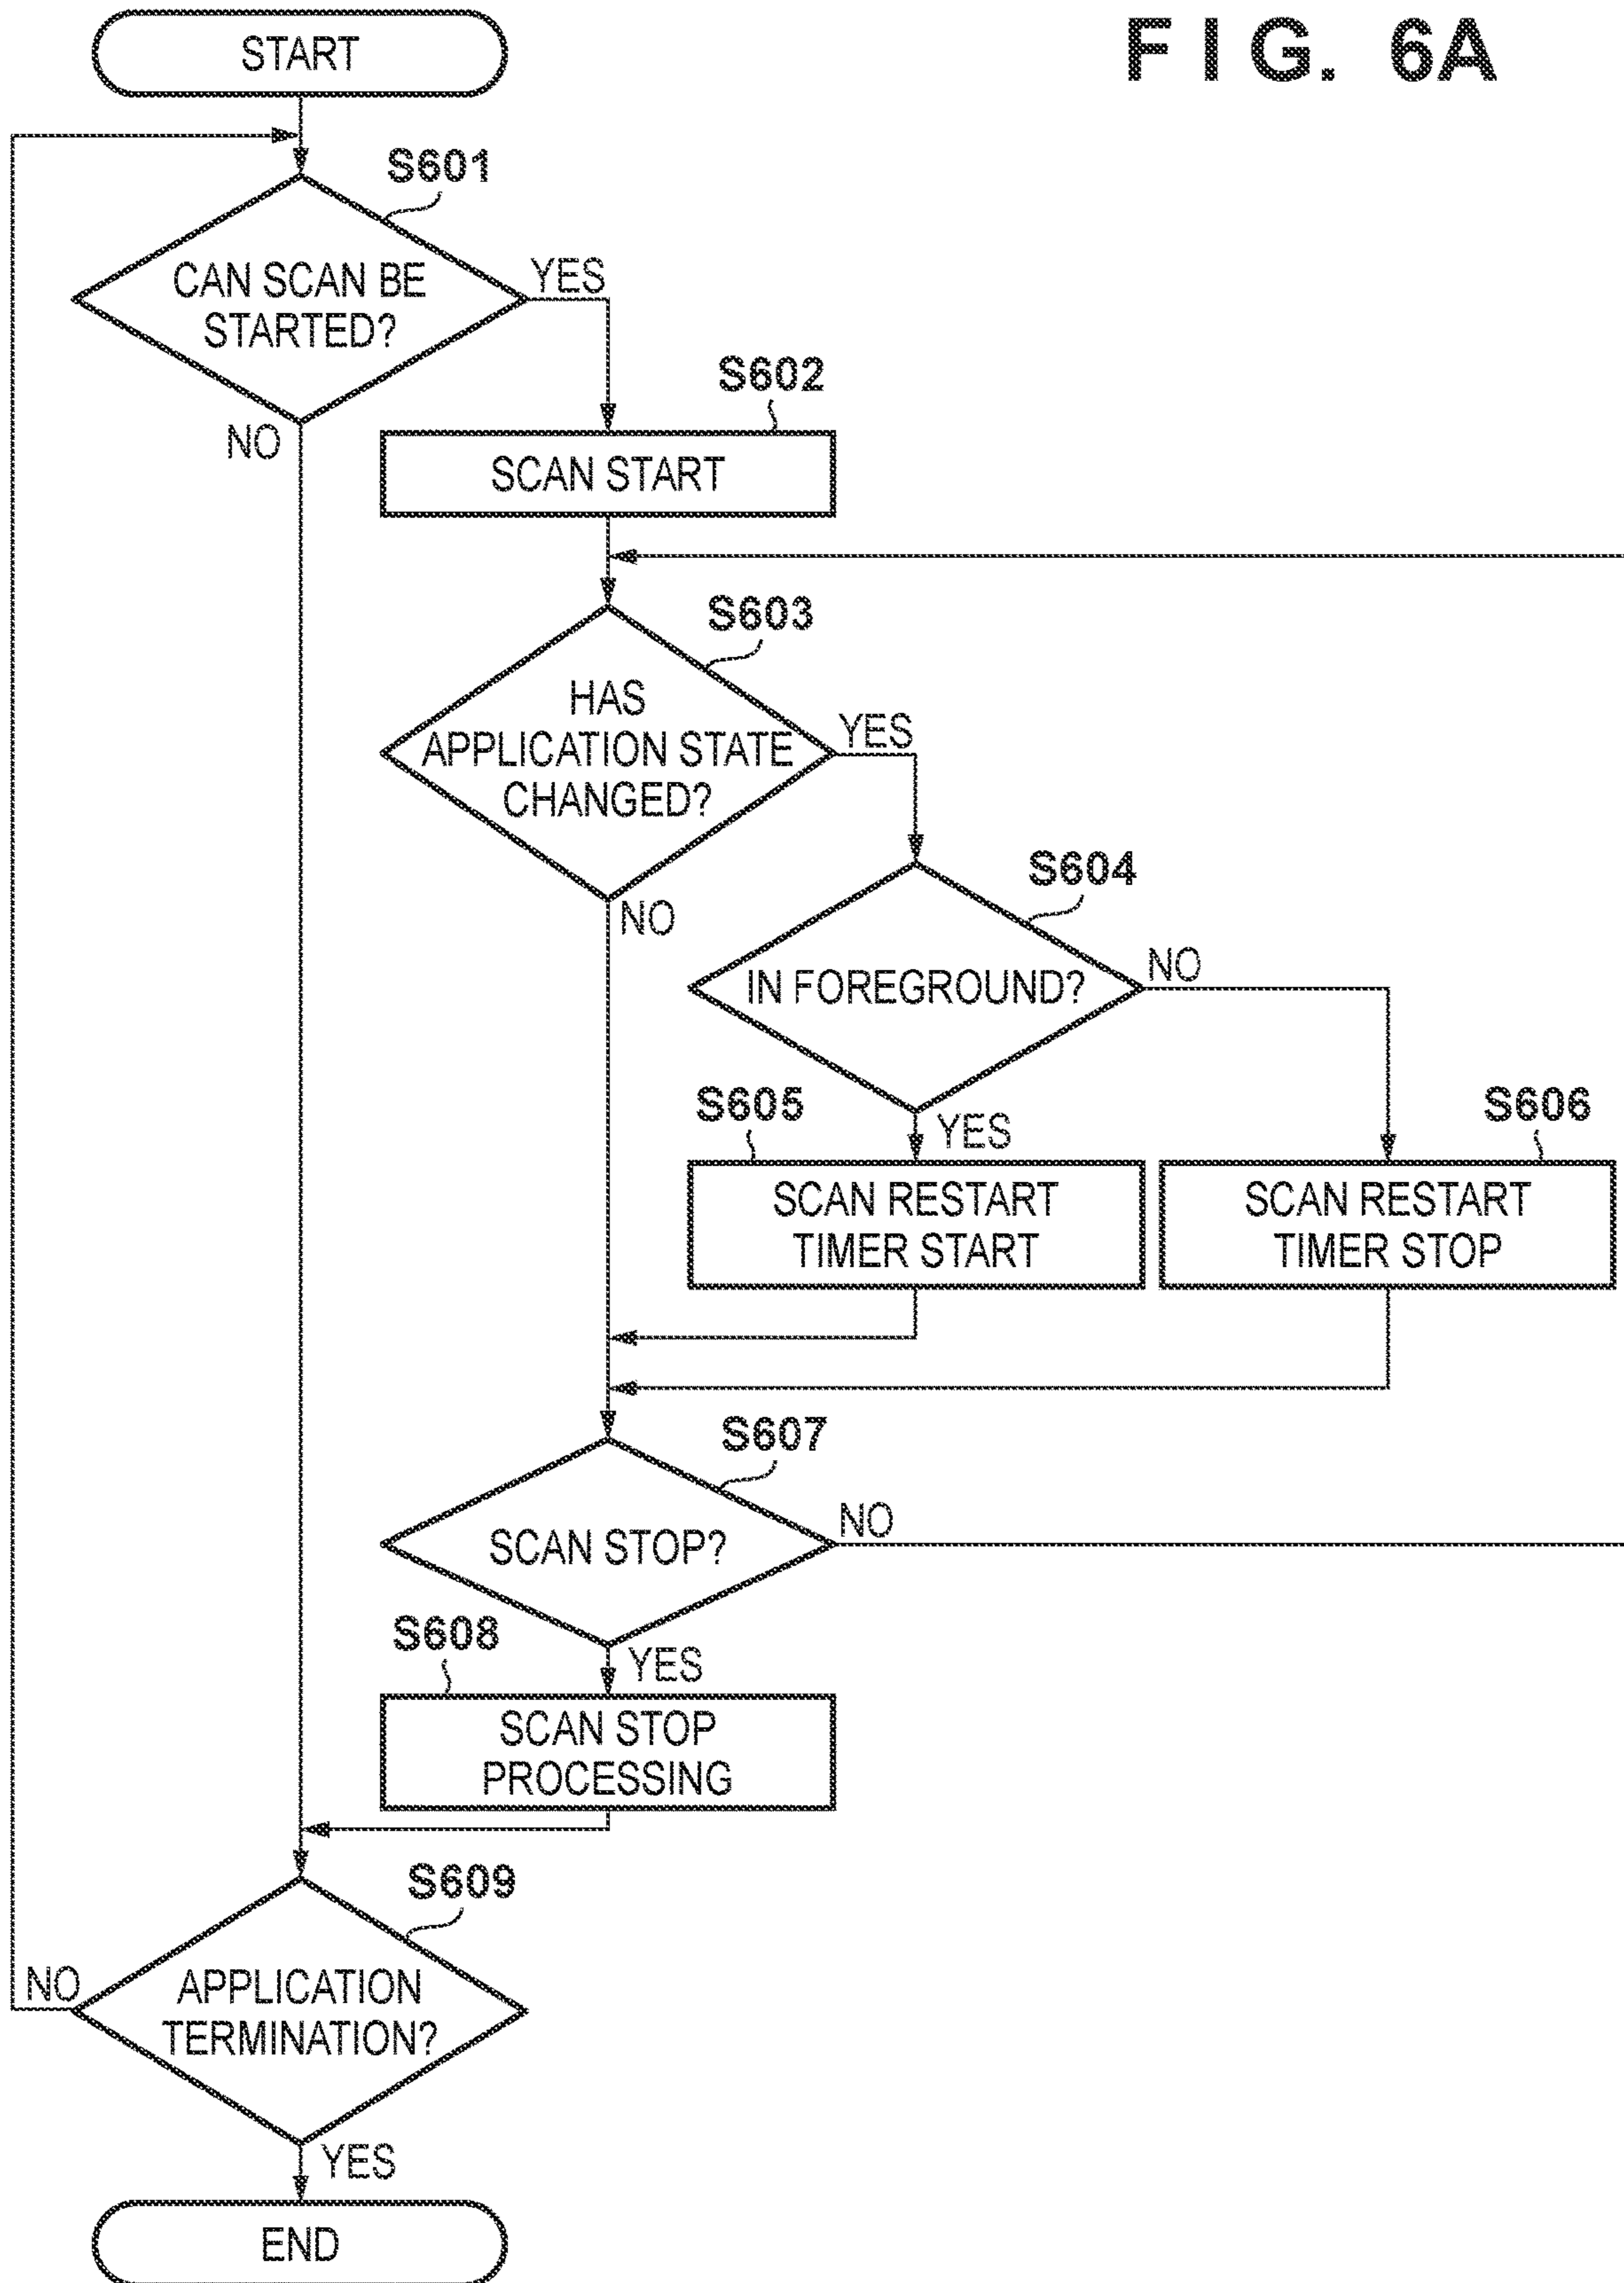 FIG. 6A
START
S601
CAN SCAN BE
STARTED?
YES
NO
S602
SCAN START
S603
HAS
APPLICATION STATE
CHANGED?
YES
NO
S604
IN FOREGROUND?
NO
YES
S605
SCAN RESTART
TIMER START
S606
SCAN RESTART
TIMER STOP
S607
SCAN STOP?
NO
YES
S608
SCAN STOP
PROCESSING
S609
APPLICATION
TERMINATION?
NO
YES
END